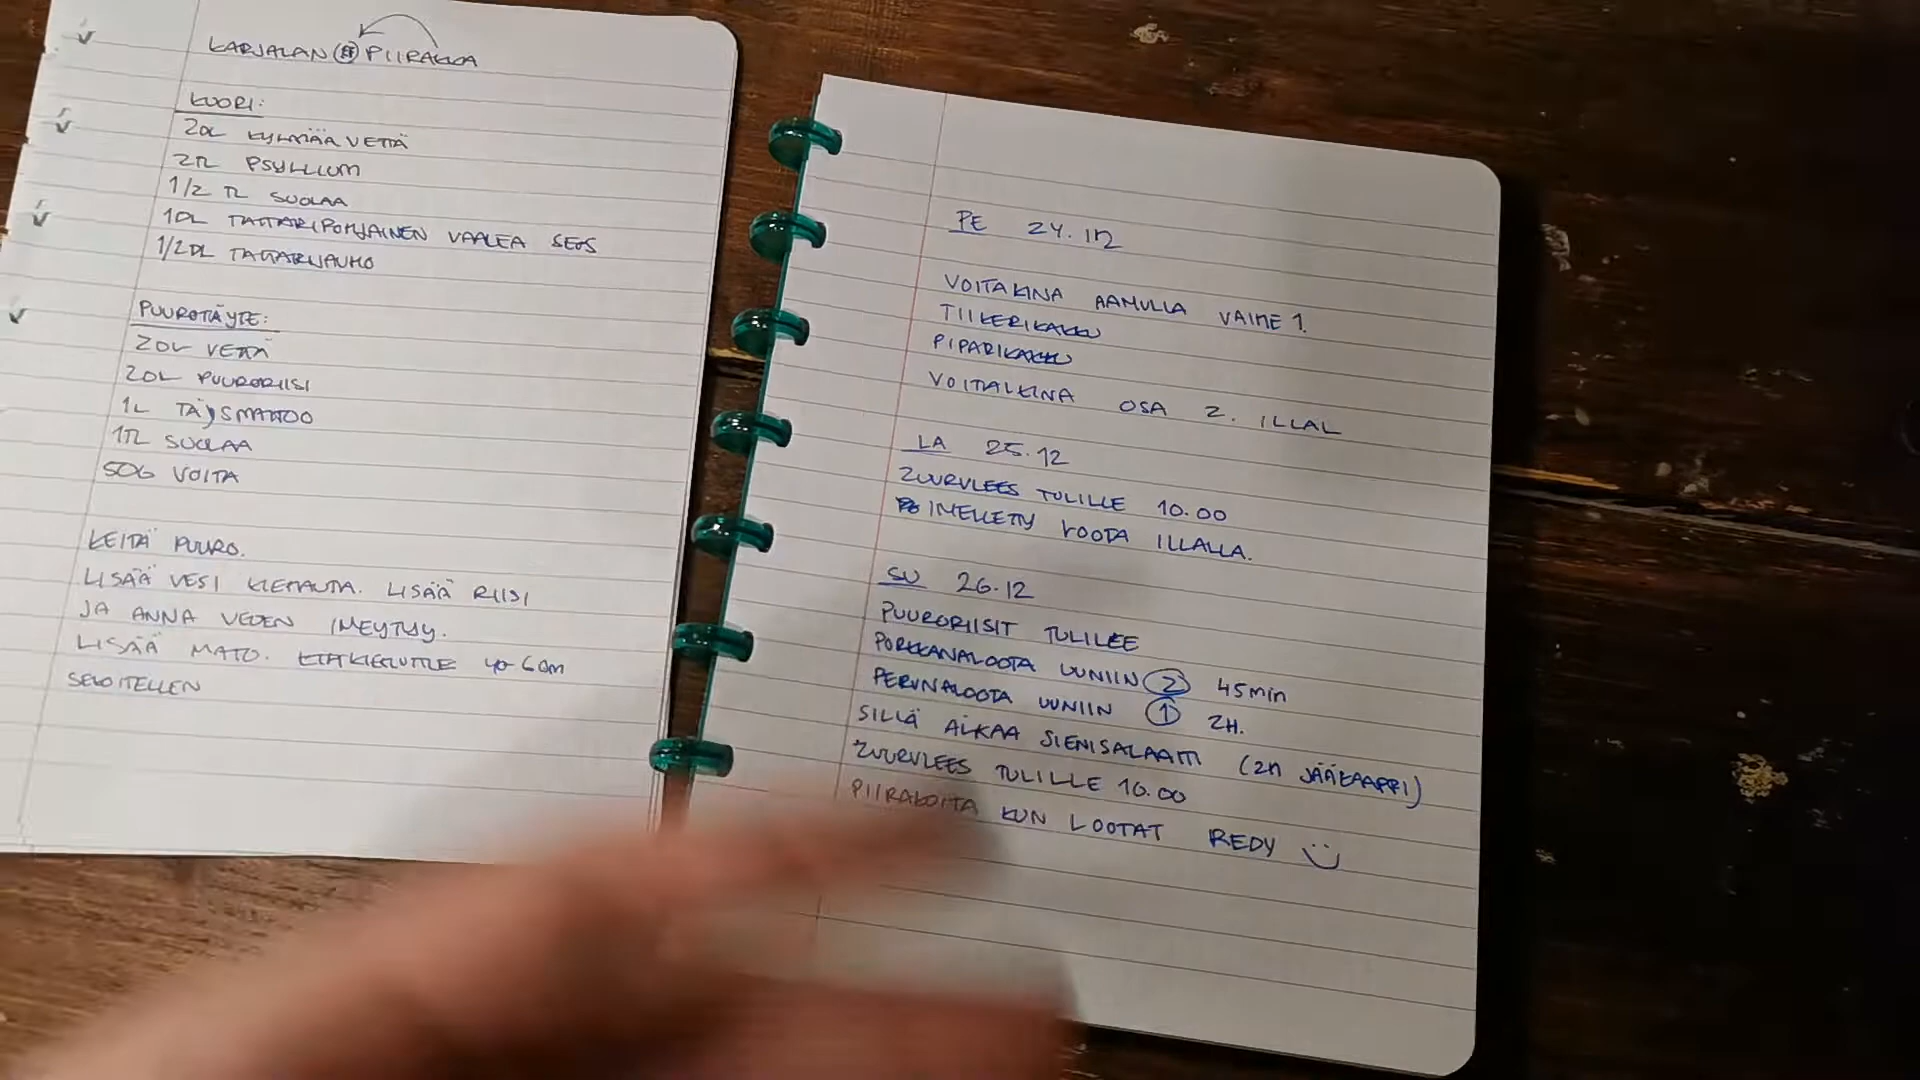 KARJALAN PIIRAKKA
KUORI:
2DL KYLMÄÄ VETTÄ
2TL PSYLLIUM
1/2 TL SUOLAA
1DL TATTARIPOHJAINEN VAALEA SEOS
1/2DL TATTARIJAUHO
PUUROTÄYTE:
2DL VETTÄ
2DL PUURORIISI
1L TÄYSMAITOO
1TL SUOLAA
50G VOITA
KEITÄ PUURO.
LISÄÄ VESI KIEHAUTA. LISÄÄ RIISI
JA ANNA VEDEN IMEYTYY.
LISÄÄ MAITO. 40-60m
SEKOITELLEN
PE 24.12
VOITAIKINA AAMULLA VAIHE 1.
TIIKERIKAKKU
PIPARIKAKKU
VOITAIKINA OSA 2. ILLAL
LA 25.12
ZUURVLEES TULILLE 10.00
IMELLETTY LOOTA ILLALLA.
SU 26.12
PUURORIISIT TULILEE
PORKKANALOOTA UUNIIN 2 45min
PERUNALOOTA UUNIIN 1 2H.
SILLÄ AIKAA SIENISALAATTI (2H JÄÄKAAPPI)
ZUURVLEES TULILLE 10.00
PIIRAKOITA KUN LOOTAT REDY